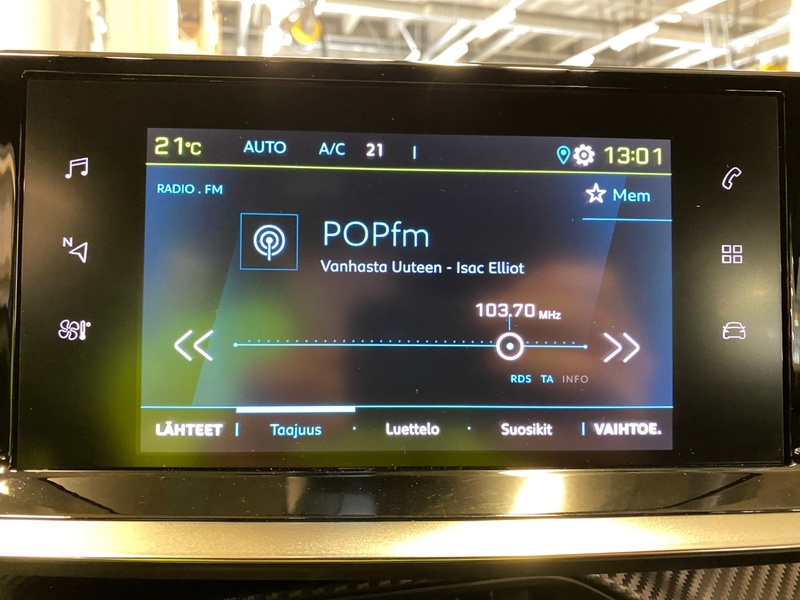 21°C AUTO A/C 21 13:01
RADIO . FM
Mem
POPfm
Vanhasta Uuteen - Isac Elliot
103.70 MHz
RDS TA INFO
LÄHTEET Taajuus Luettelo Suosikit VAIHTOE.
N